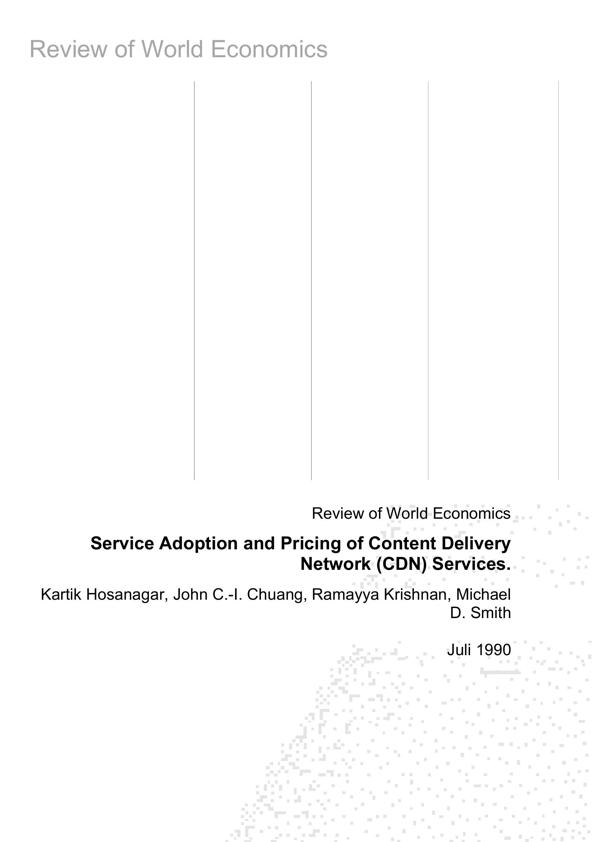 Review of World Economics
Review of World Economics
Service Adoption and Pricing of Content Delivery
Network (CDN) Services.
Kartik Hosanagar, John C.-I. Chuang, Ramayya Krishnan, Michael
D. Smith
Juli 1990